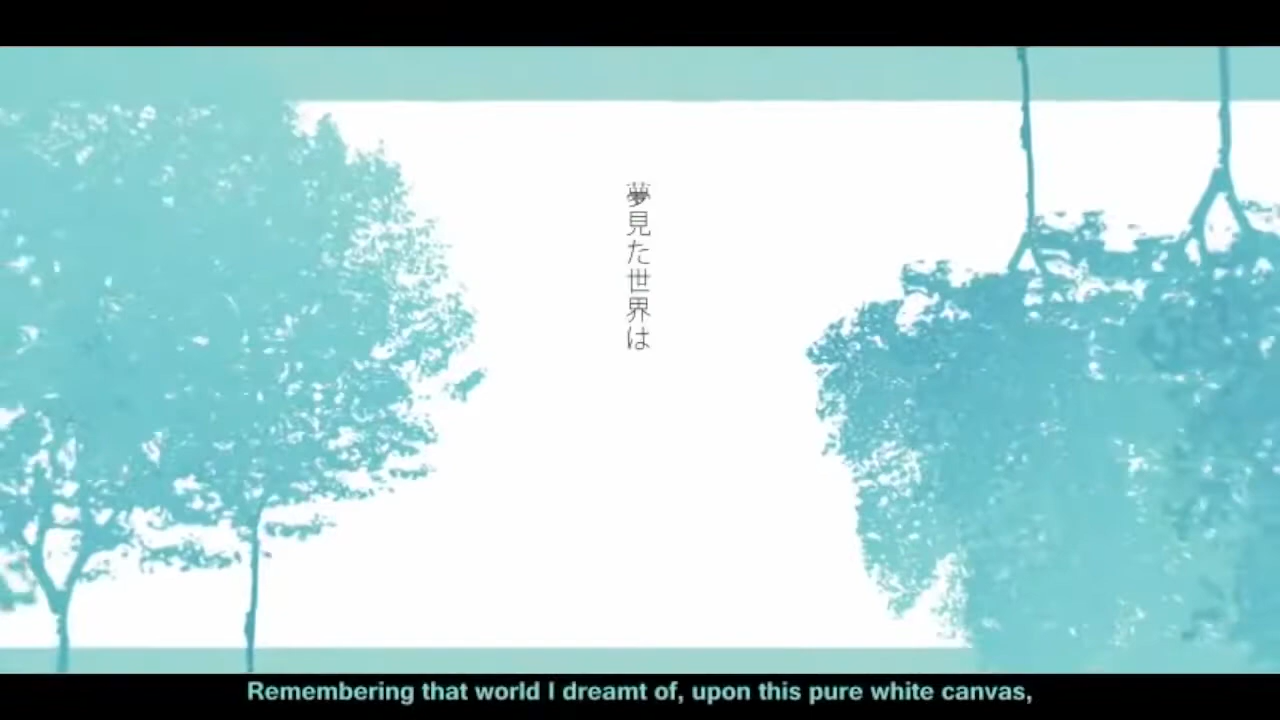 夢見た世界は
Remembering that world I dreamt of, upon this pure white canvas,